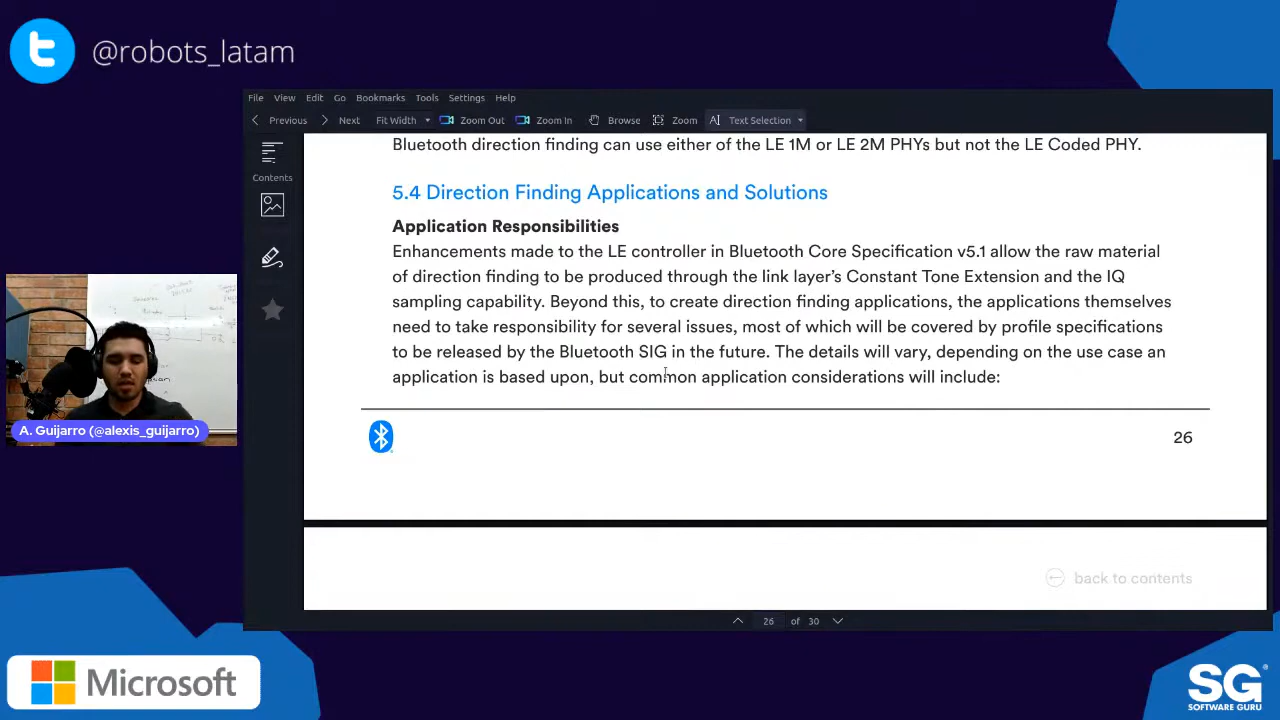 @robots_latam
File View Edit Go Bookmarks Tools Settings Help
Previous Next Fit Width Zoom Out Zoom In Browse Zoom Text Selection
Contents
Bluetooth direction finding can use either of the LE 1M or LE 2M PHYs but not the LE Coded PHY.
5.4 Direction Finding Applications and Solutions
Application Responsibilities
Enhancements made to the LE controller in Bluetooth Core Specification v5.1 allow the raw material
of direction finding to be produced through the link layer's Constant Tone Extension and the IQ
sampling capability. Beyond this, to create direction finding applications, the applications themselves
need to take responsibility for several issues, most of which will be covered by profile specifications
to be released by the Bluetooth SIG in the future. The details will vary, depending on the use case an
application is based upon, but common application considerations will include:
26
back to contents
26 of 30
A. Guijarro (@alexis_guijarro)
Microsoft
SG
SOFTWARE GURU